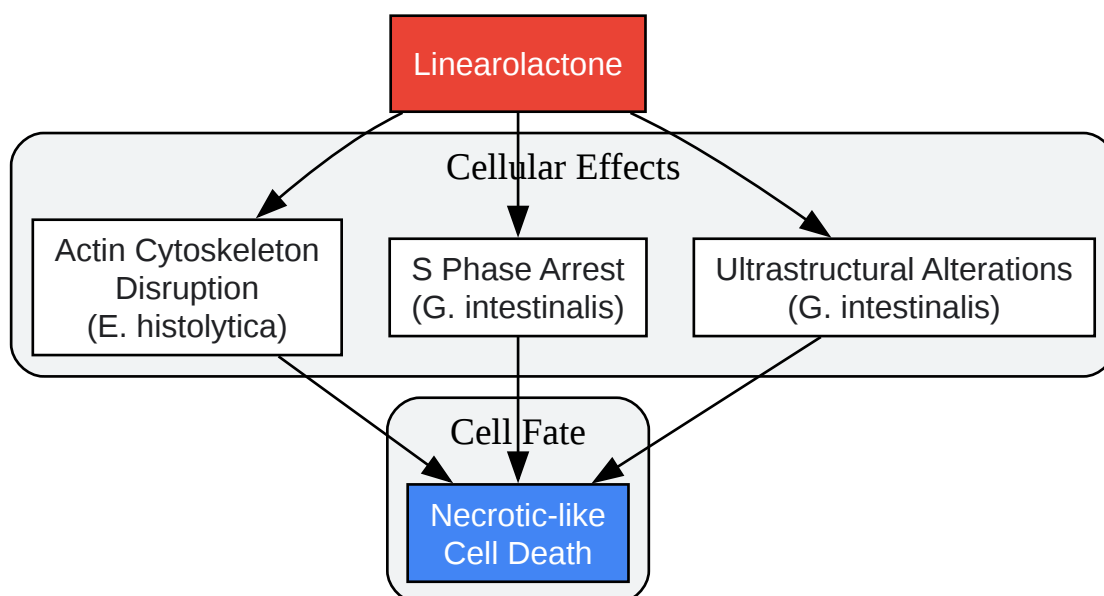 Linearolactone
Cellular Effects
Actin Cytoskeleton
Disruption
(E. histolytica)
S Phase Arrest
(G. intestinalis)
Ultrastructural Alterations
(G. intestinalis)
Cell Fate
Necrotic-like
Cell Death